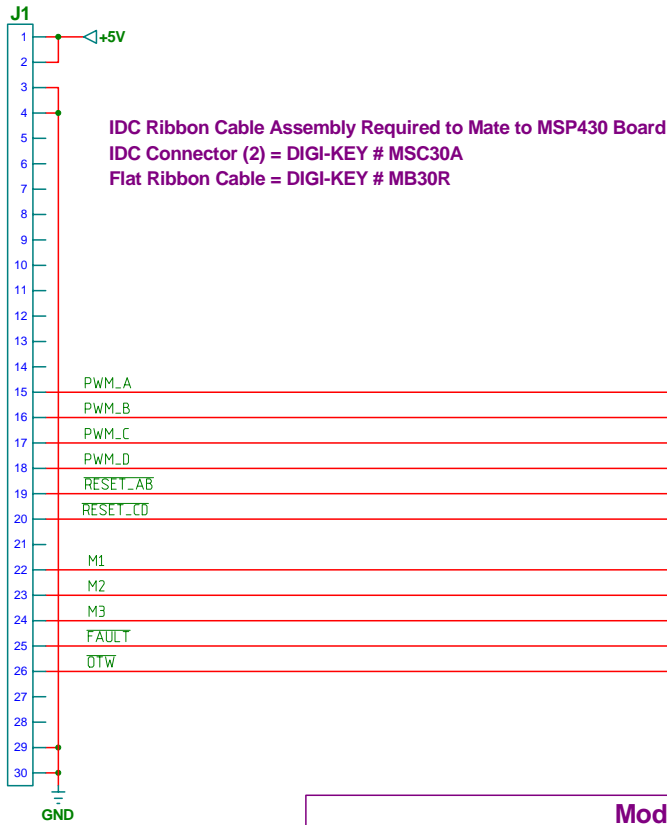 J1
1
+5V
2
3
4
IDC Ribbon Cable Assembly Required to Mate to MSP430 Board
5
IDC Connector (2) = DIGI-KEY # MSC30A
6
Flat Ribbon Cable = DIGI-KEY # MB30R
7
8
9
10
11
12
13
14
PWM_A
15
PWM_B
16
PWM_C
17
PWM_D
18
RESET_AB
19
RESET_CD
20
21
M1
22
M2
23
M3
24
FAULT
25
OTW
26
27
28
29
30
GND
Mod